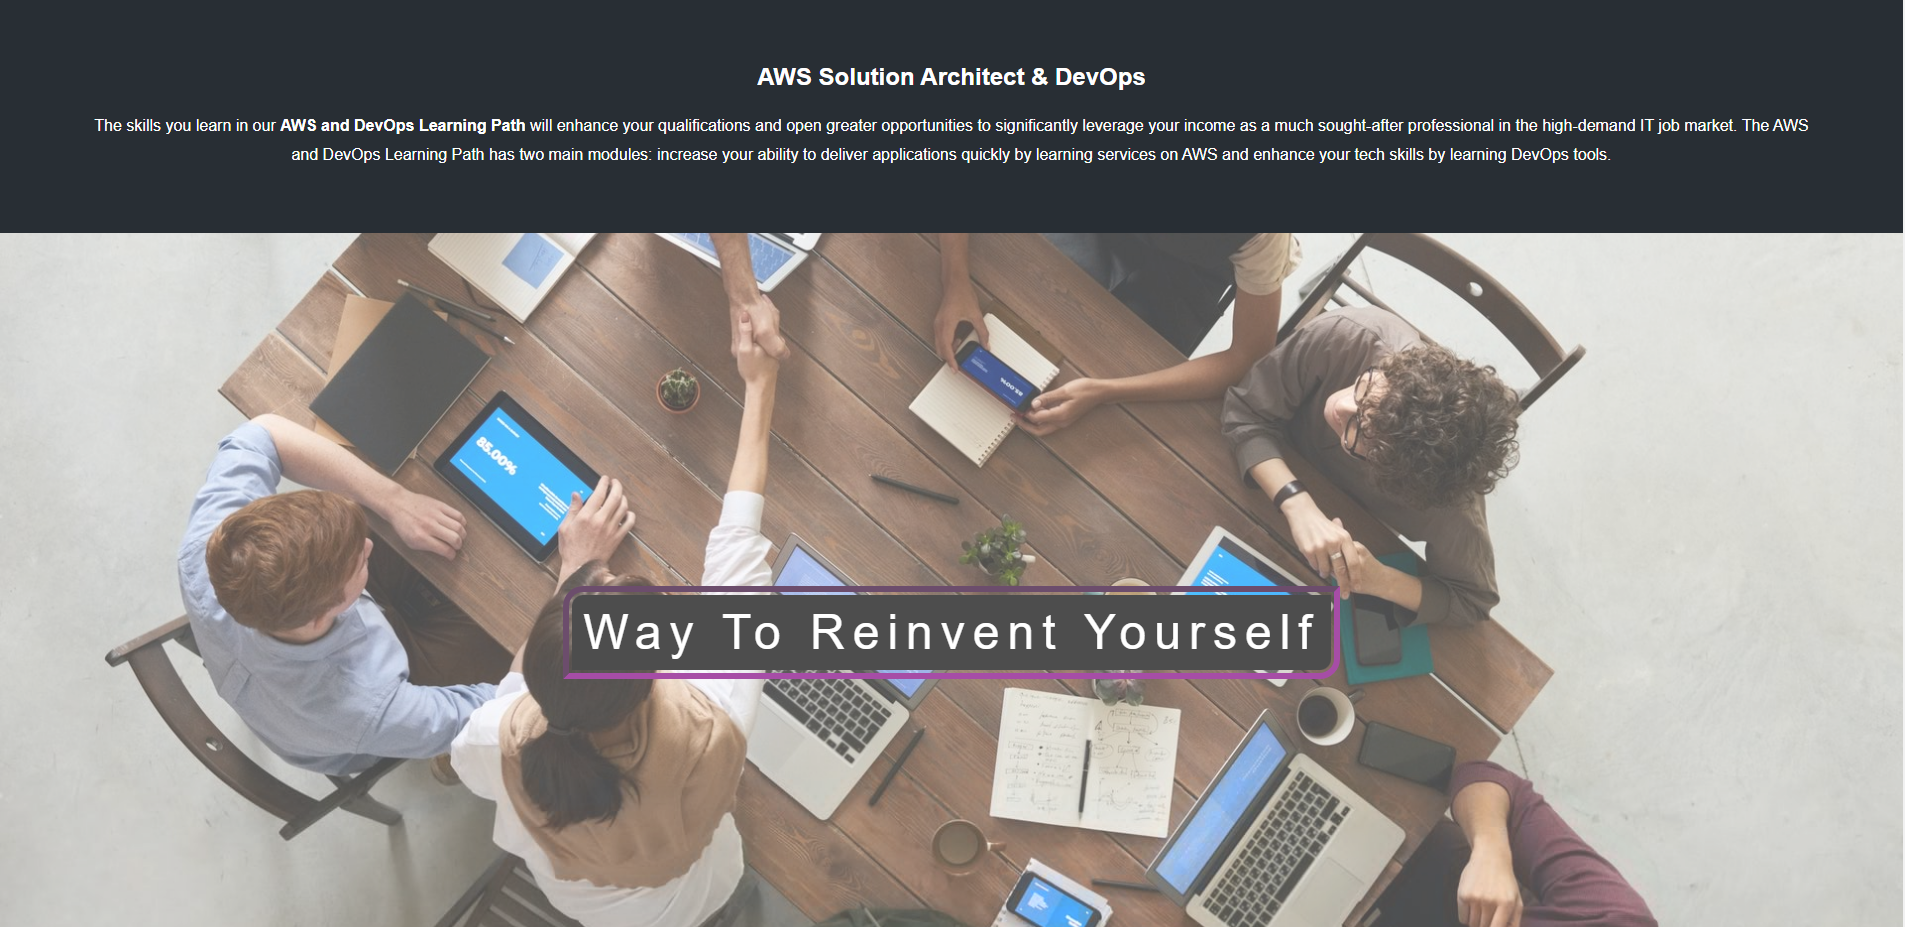 AWS Solution Architect & DevOps
The skills you learn in our AWS and DevOps Learning Path will enhance your qualifications and open greater opportunities to significantly leverage your income as a much sought-after professional in the high-demand IT job market. The AWS
and DevOps Learning Path has two main modules: increase your ability to deliver applications quickly by learning services on AWS and enhance your tech skills by learning DevOps tools.
85.00%
Way To Reinvent Yourself